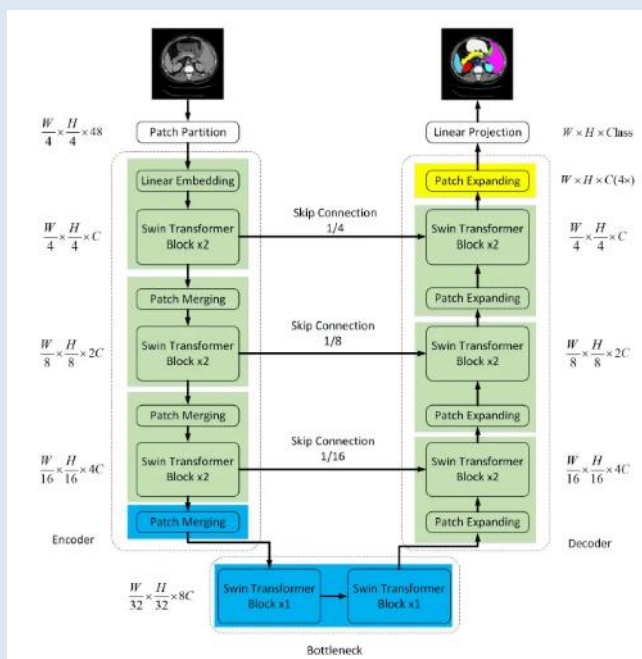 W/4 × H/4 × 48
Patch Partition
Linear Projection
W × H × Class
Linear Embedding
Patch Expanding
W × H × C(4×)
W/4 × H/4 × C
Swin Transformer
Block x2
Skip Connection
1/4
Swin Transformer
Block x2
W/4 × H/4 × C
Patch Merging
Patch Expanding
W/8 × H/8 × 2C
Swin Transformer
Block x2
Skip Connection
1/8
Swin Transformer
Block x2
W/8 × H/8 × 2C
Patch Merging
Patch Expanding
W/16 × H/16 × 4C
Swin Transformer
Block x2
Skip Connection
1/16
Swin Transformer
Block x2
W/16 × H/16 × 4C
Patch Merging
Patch Expanding
Encoder
Decoder
W/32 × H/32 × 8C
Swin Transformer
Block x1
Swin Transformer
Block x1
Bottleneck